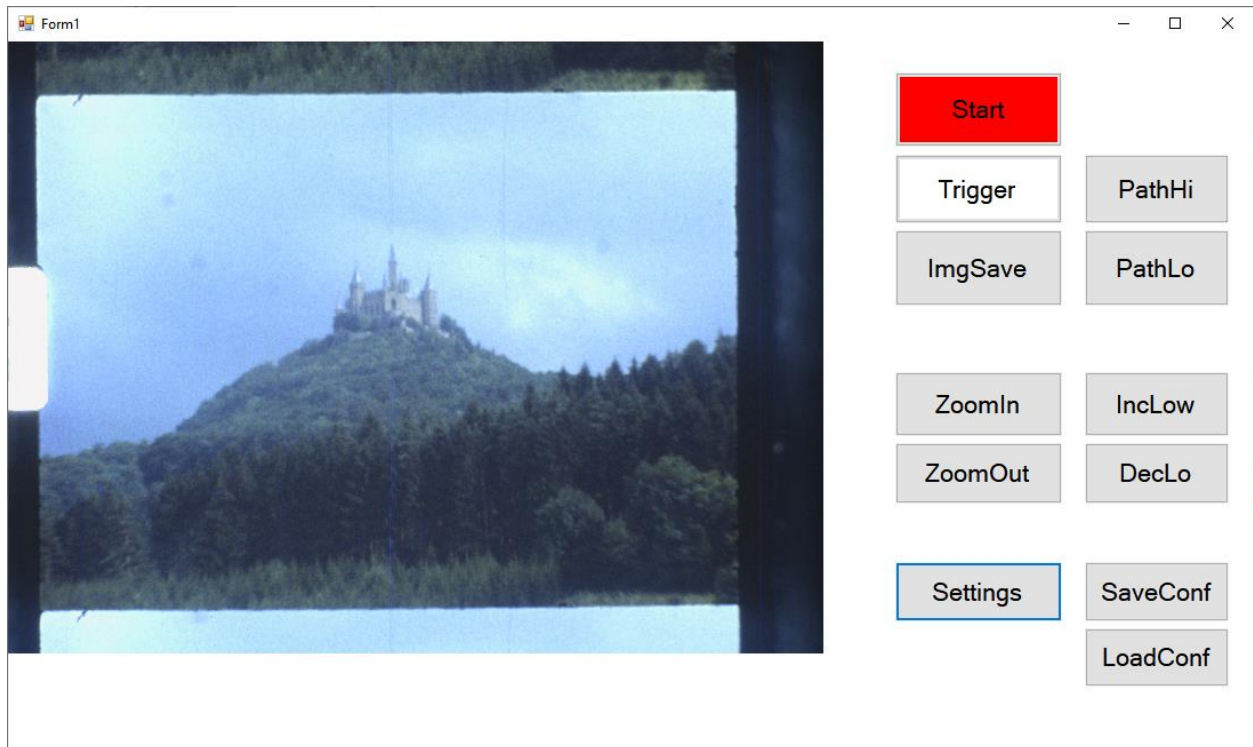 Form1
Start
Trigger
PathHi
ImgSave
PathLo
ZoomIn
IncLow
ZoomOut
DecLo
Settings
SaveConf
LoadConf